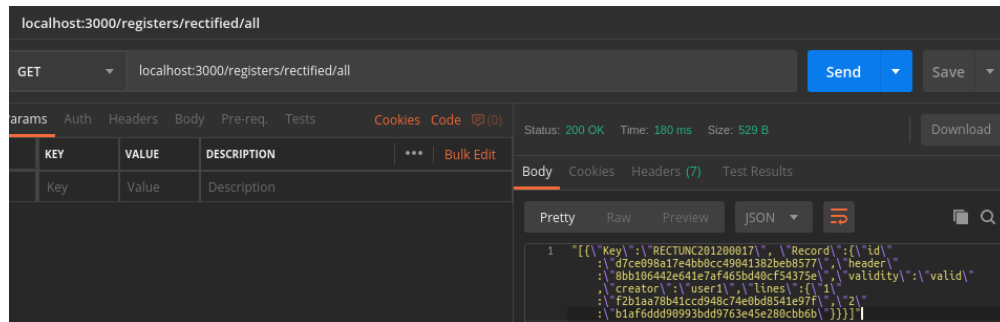 localhost:3000/registers/rectified/all
GET localhost:3000/registers/rectified/all Send Save
Params Auth Headers Body Pre-req. Tests Cookies Code (0)
KEY VALUE DESCRIPTION ••• Bulk Edit
Key Value Description
Status: 200 OK Time: 180 ms Size: 529 B Download
Body Cookies Headers (7) Test Results
Pretty Raw Preview JSON
1 "[{\"Key\":\"RECTUNC201200017\", \"Record\":{\"id\"
:\"d7ce098a17e4bb0cc49041382beb8577\",\"header\"
:\"8bb106442e641e7af465bd40cf54375e\",\"validity\":\"valid\"
,\"creator\":\"user1\",\"lines\":{\"1\"
:\"f2b1aa78b41ccd948c74e0bd8541e97f\",\"2\"
:\"b1af6ddd90993bdd9763e45e280cbb6b\"}}}]"